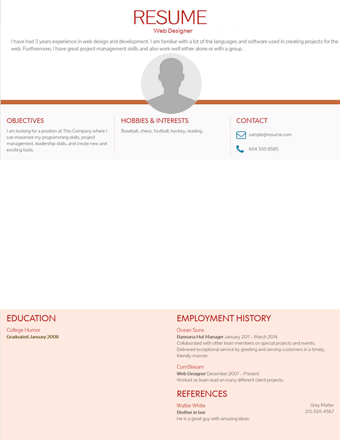 RESUME
Web Designer
I have had 3 years experience in web design and development. I am familiar with a lot of the languages and software used in creating projects for the
web. Furthermore, I have great project management skills and also work well either alone or with a group.
OBJECTIVES
I am looking for a position at This Company where I
can maximize my programming skills, project
management, leadership skills, and create new and
exciting tools.
HOBBIES & INTERESTS
Baseball, chess, football, hockey, reading
CONTACT
sample@resume.com
604 555 8585
EDUCATION
College Humor
Graduated January 2008
EMPLOYMENT HISTORY
Ocean Suns
Bannana Hut Manager January 2011 - March 2014
Collaborated with other team members on special projects and events.
Delivered exceptional service by greeting and serving customers in a timely,
friendly manner.
ComStream
Web Designer December 2007 - Present
Worked as team lead on many different client projects.
REFERENCES
Walter White
Brother in law
He is a great guy with amazing ideas.
Grey Matter
212.555.4567